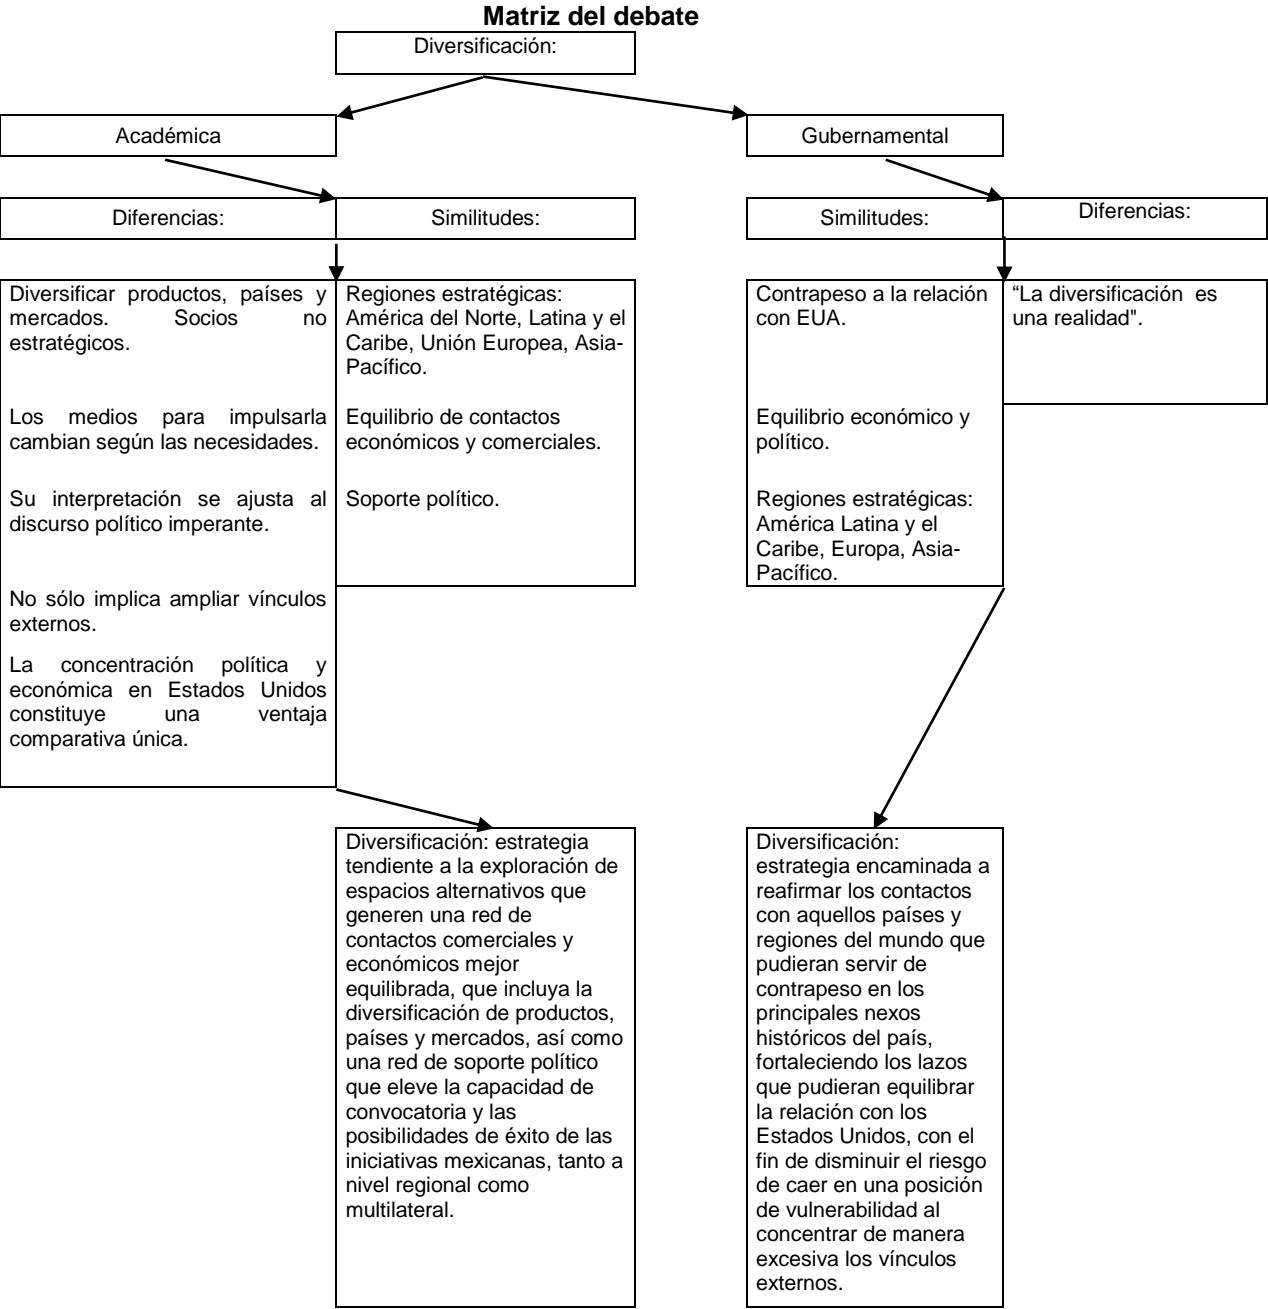 Matriz del debate
Diversificación:
Académica
Gubernamental
Diferencias:
Similitudes:
Similitudes:
Diferencias:
Diversificar productos, países y
mercados. Socios no
estratégicos.
Los medios para impulsarla
cambian según las necesidades.
Su interpretación se ajusta al
discurso político imperante.
No sólo implica ampliar vínculos
externos.
La concentración política y
económica en Estados Unidos
constituye una ventaja
comparativa única.
Regiones estratégicas:
América del Norte, Latina y el
Caribe, Unión Europea, Asia-
Pacífico.
Equilibrio de contactos
económicos y comerciales.
Soporte político.
Contrapeso a la relación
con EUA.
Equilibrio económico y
político.
Regiones estratégicas:
América Latina y el
Caribe, Europa, Asia-
Pacífico.
“La diversificación es
una realidad".
Diversificación: estrategia
tendiente a la exploración de
espacios alternativos que
generen una red de
contactos comerciales y
económicos mejor
equilibrada, que incluya la
diversificación de productos,
países y mercados, así como
una red de soporte político
que eleve la capacidad de
convocatoria y las
posibilidades de éxito de las
iniciativas mexicanas, tanto a
nivel regional como
multilateral.
Diversificación:
estrategia encaminada a
reafirmar los contactos
con aquellos países y
regiones del mundo que
pudieran servir de
contrapeso en los
principales nexos
históricos del país,
fortaleciendo los lazos
que pudieran equilibrar
la relación con los
Estados Unidos, con el
fin de disminuir el riesgo
de caer en una posición
de vulnerabilidad al
concentrar de manera
excesiva los vínculos
externos.